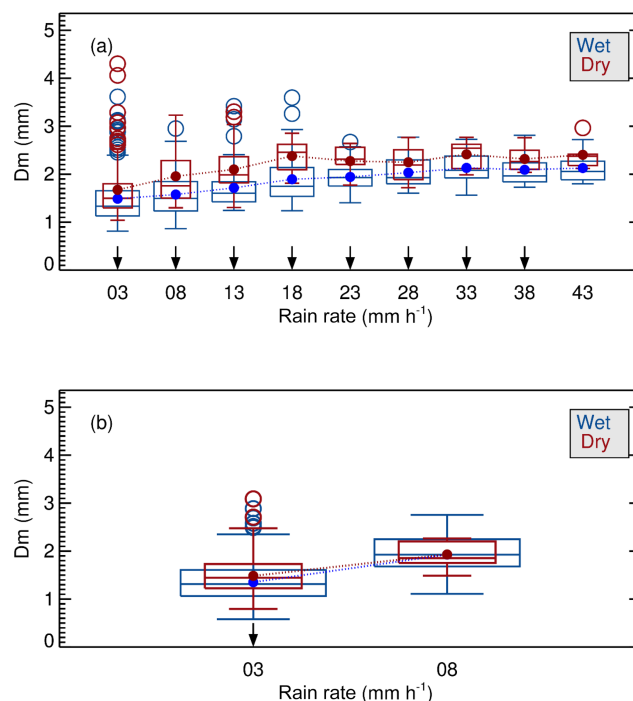 (a)
Wet
Dry
5
4
3
2
1
0
Dm (mm)
03 08 13 18 23 28 33 38 43
Rain rate (mm h⁻¹)
(b)
Wet
Dry
5
4
3
2
1
0
Dm (mm)
03 08
Rain rate (mm h⁻¹)